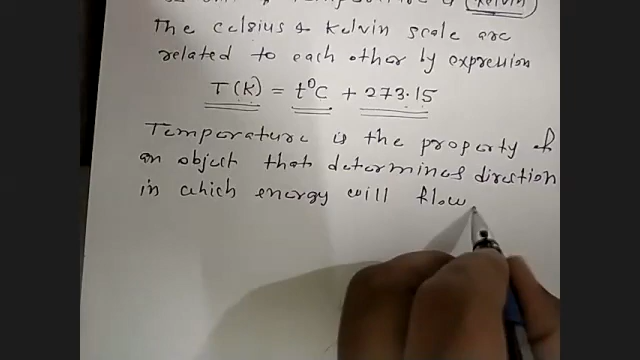 Kelvin
The Celsius & Kelvin scale are
related to each other by expression
T(K) = t°C + 273.15
Temperature is the property of
an object that determines direction
in which energy will flow